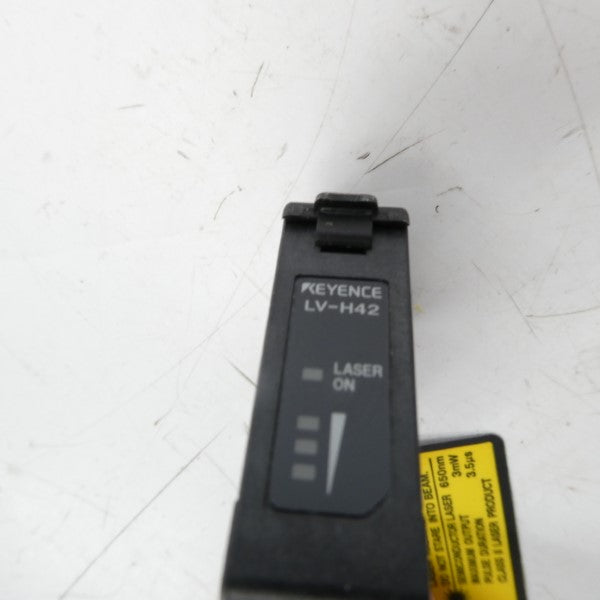 KEYENCE
LV-H42
LASER
ON
DO NOT STARE INTO BEAM.
SEMICONDUCTOR LASER 650nm
MAXIMUM OUTPUT 3mW
PULSE DURATION 3.5µs
CLASS II LASER PRODUCT